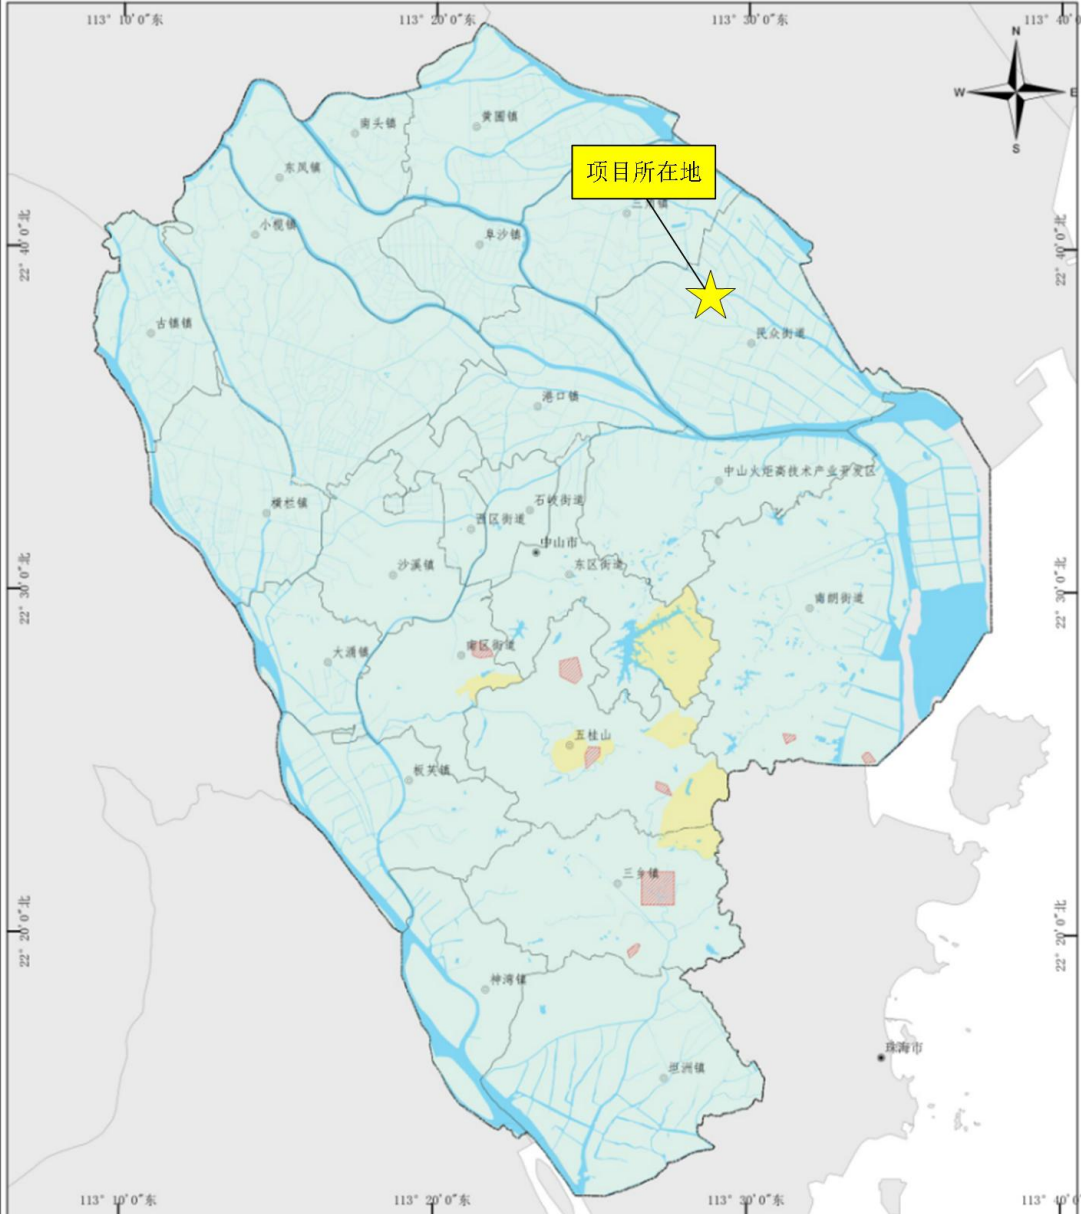 113° 10' 0"东
113° 20' 0"东
113° 30' 0"东
113° 40' 0
N
W
E
S
南头镇
黄圃镇
东凤镇
项目所在地
三角镇
小榄镇
阜沙镇
22° 40' 0"北
22° 40' 0"北
古镇镇
民众街道
港口镇
中山火炬高技术产业开发区
横栏镇
石岐街道
西区街道
中山市
沙溪镇
东区街道
22° 30' 0"北
22° 30' 0"北
南朗街道
大涌镇
南区街道
五桂山
板芙镇
三乡镇
22° 20' 0"北
22° 20' 0"北
神湾镇
珠海市
坦洲镇
113° 10' 0"东
113° 20' 0"东
113° 30' 0"东
113° 40' 0